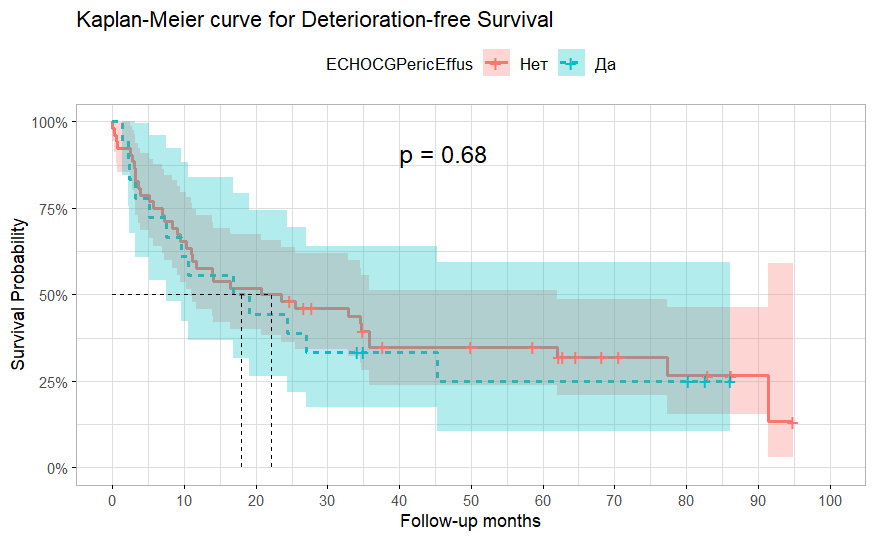 Kaplan-Meier curve for Deterioration-free Survival
ECHOCGPericEffus Нет Да
p = 0.68
Survival Probability
100%
75%
50%
25%
0%
0 10 20 30 40 50 60 70 80 90 100
Follow-up months